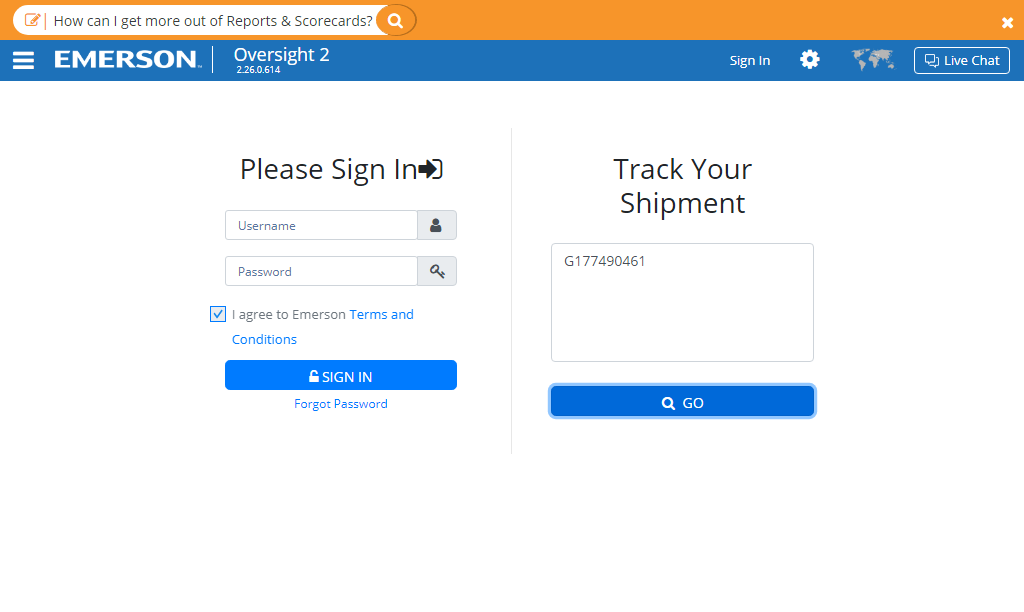 How can I get more out of Reports & Scorecards?
EMERSON™
Oversight 2
2.26.0.614
Sign In
Live Chat
Please Sign In
Username
Password
I agree to Emerson Terms and
Conditions
SIGN IN
Forgot Password
Track Your
Shipment
G177490461
GO